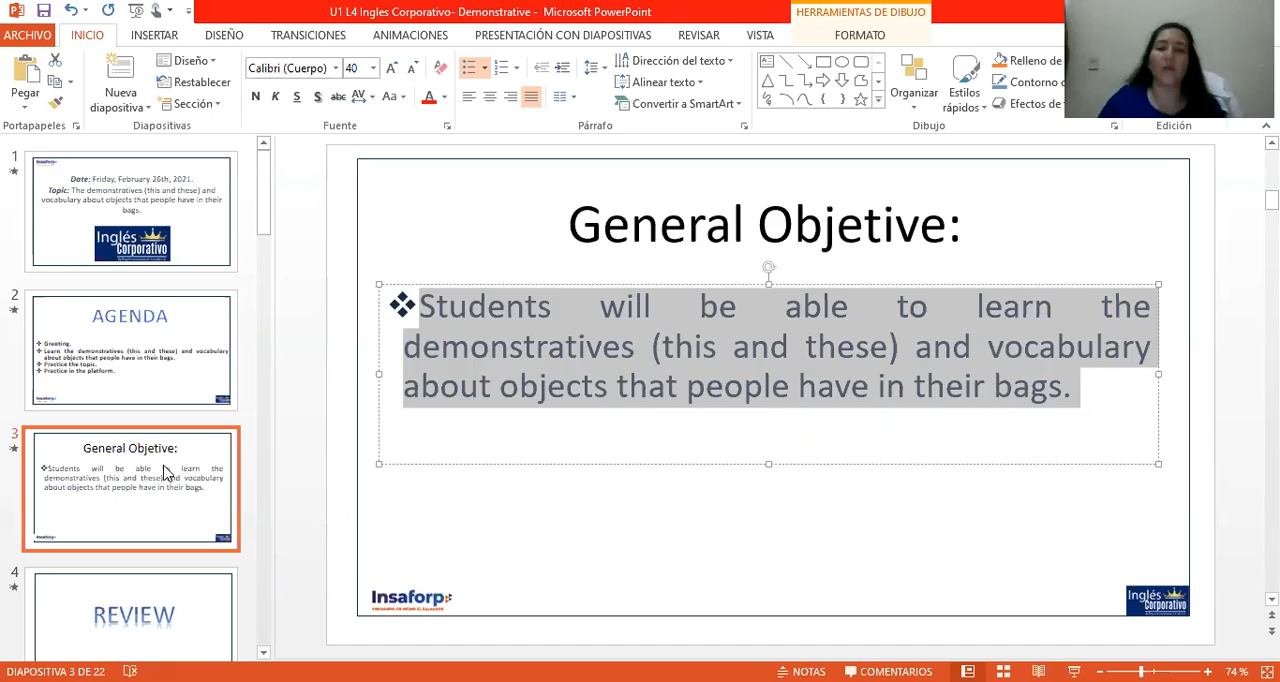 U1 L4 Ingles Corporativo- Demonstrative - Microsoft PowerPoint
HERRAMIENTAS DE DIBUJO
ARCHIVO INICIO INSERTAR DISEÑO TRANSICIONES ANIMACIONES PRESENTACIÓN CON DIAPOSITIVAS REVISAR VISTA FORMATO
Pegar
Portapapeles
Nueva diapositiva
Diseño
Restablecer
Sección
Diapositivas
Calibri (Cuerpo) 40
N K S S abc AV Aa A
Fuente
Dirección del texto
Alinear texto
Convertir a SmartArt
Párrafo
Organizar
Estilos rápidos
Relleno de
Contorno o
Efectos de
Dibujo
Edición
1
Date: Friday, February 26th, 2021.
Topic: The demonstratives (this and these) and
vocabulary about objects that people have in their
bags.
Inglés
Corporativo
2
AGENDA
Greeting.
Learn the demonstratives (this and these) and vocabulary
about objects that people have in their bags.
Practice the topic.
Practice in the platform.
3
General Objetive:
Students will be able to learn the
demonstratives (this and these) and vocabulary
about objects that people have in their bags.
4
REVIEW
General Objetive:
Students will be able to learn the
demonstratives (this and these) and vocabulary
about objects that people have in their bags.
Insaforp
Inglés
Corporativo
DIAPOSITIVA 3 DE 22
NOTAS COMENTARIOS 74 %